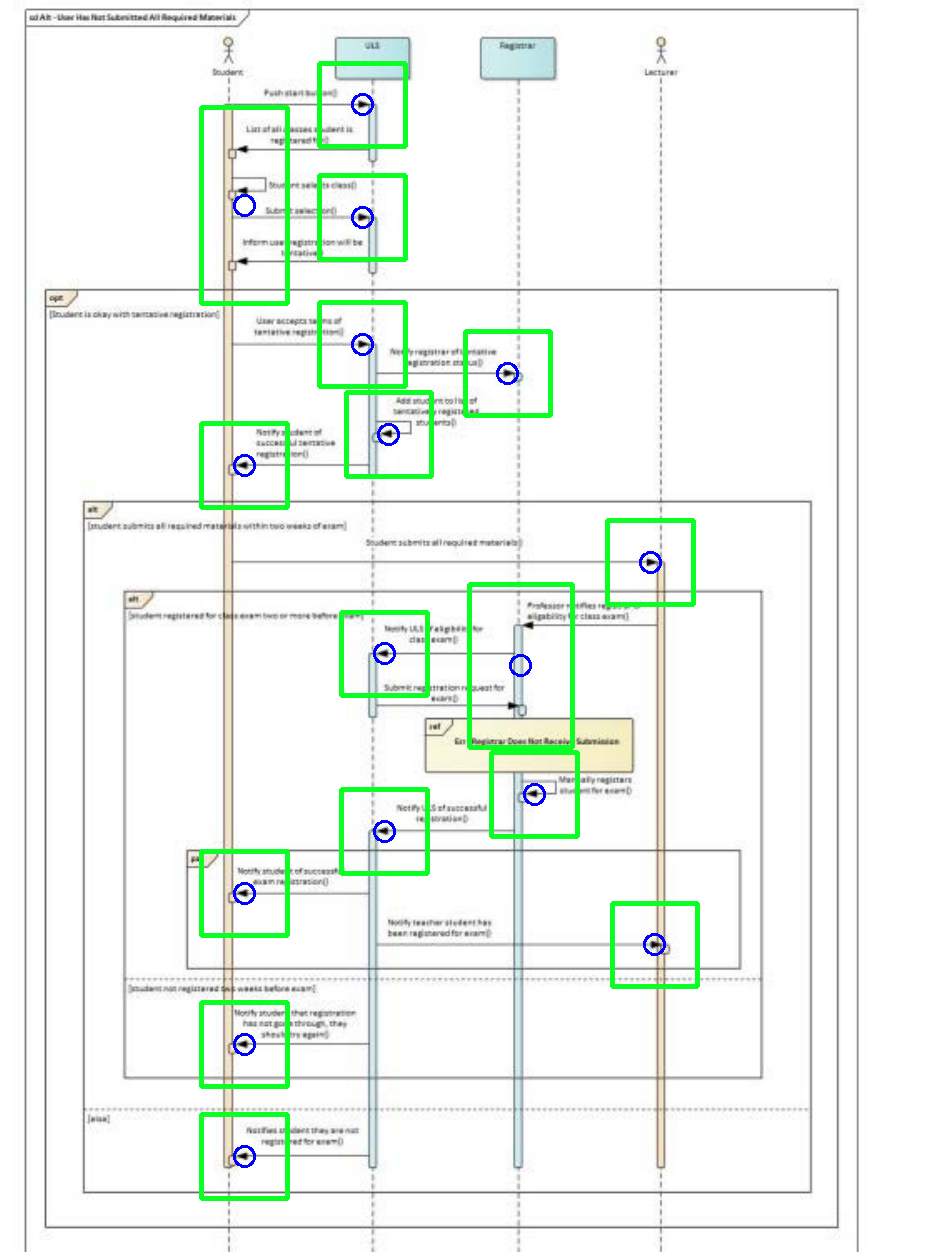 sd Alt - User Has Not Submitted All Required Materials
ULS
Registrar
Student
Lecturer
Push start button()
List of all classes student is
registered for()
Student selects class()
Submit selection()
Inform user registration will be
tentative()
opt
[Student is okay with tentative registration]
User accepts terms of
tentative registration()
Notify registrar of tentative
registration status()
Add student to list of
tentatively registered
students()
Notify student of
successful tentative
registration()
alt
[student submits all required materials within two weeks of exam]
Student submits all required materials()
alt
[student registered for class exam two or more before exam]
Professor notifies
eligability for class exam()
Notify ULS of eligibility for
class exam()
Submit registration request for
exam()
ref
Registrar Does Not Receive Submission
Manually registers
student for exam()
Notify ULS of successful
registration()
Notify student of successful
exam registration()
Notify teacher student has
been registered for exam()
[student not registered two weeks before exam]
Notify student that registration
has not gone through, they
should try again()
[else]
Notifies student they are not
registered for exam()